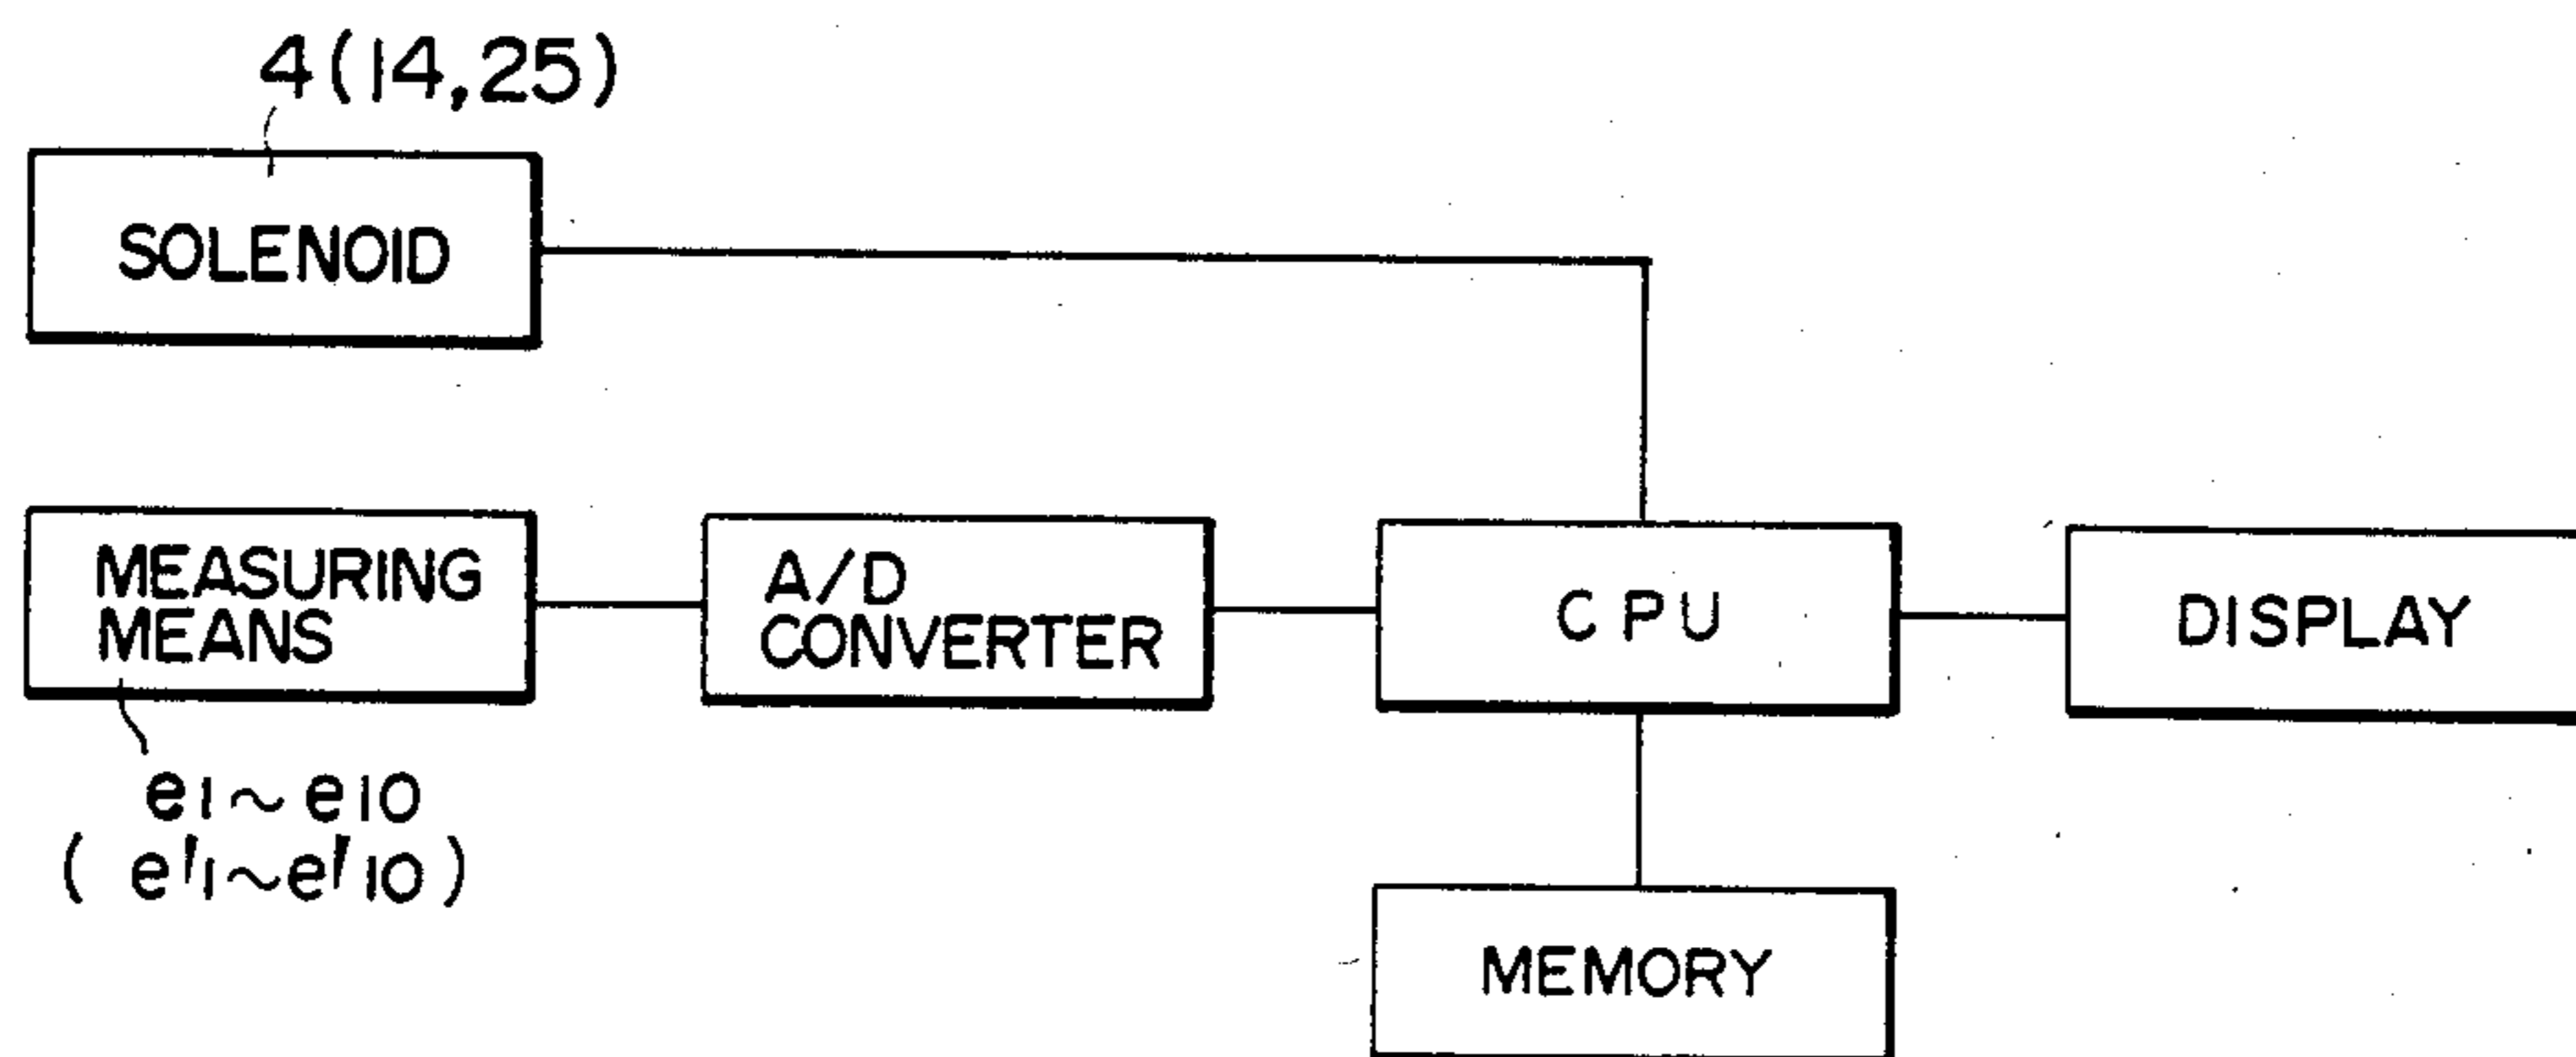 4(14,25)
SOLENOID
MEASURING
MEANS
A/D
CONVERTER
CPU
DISPLAY
e1~e10
(e'1~e'10)
MEMORY